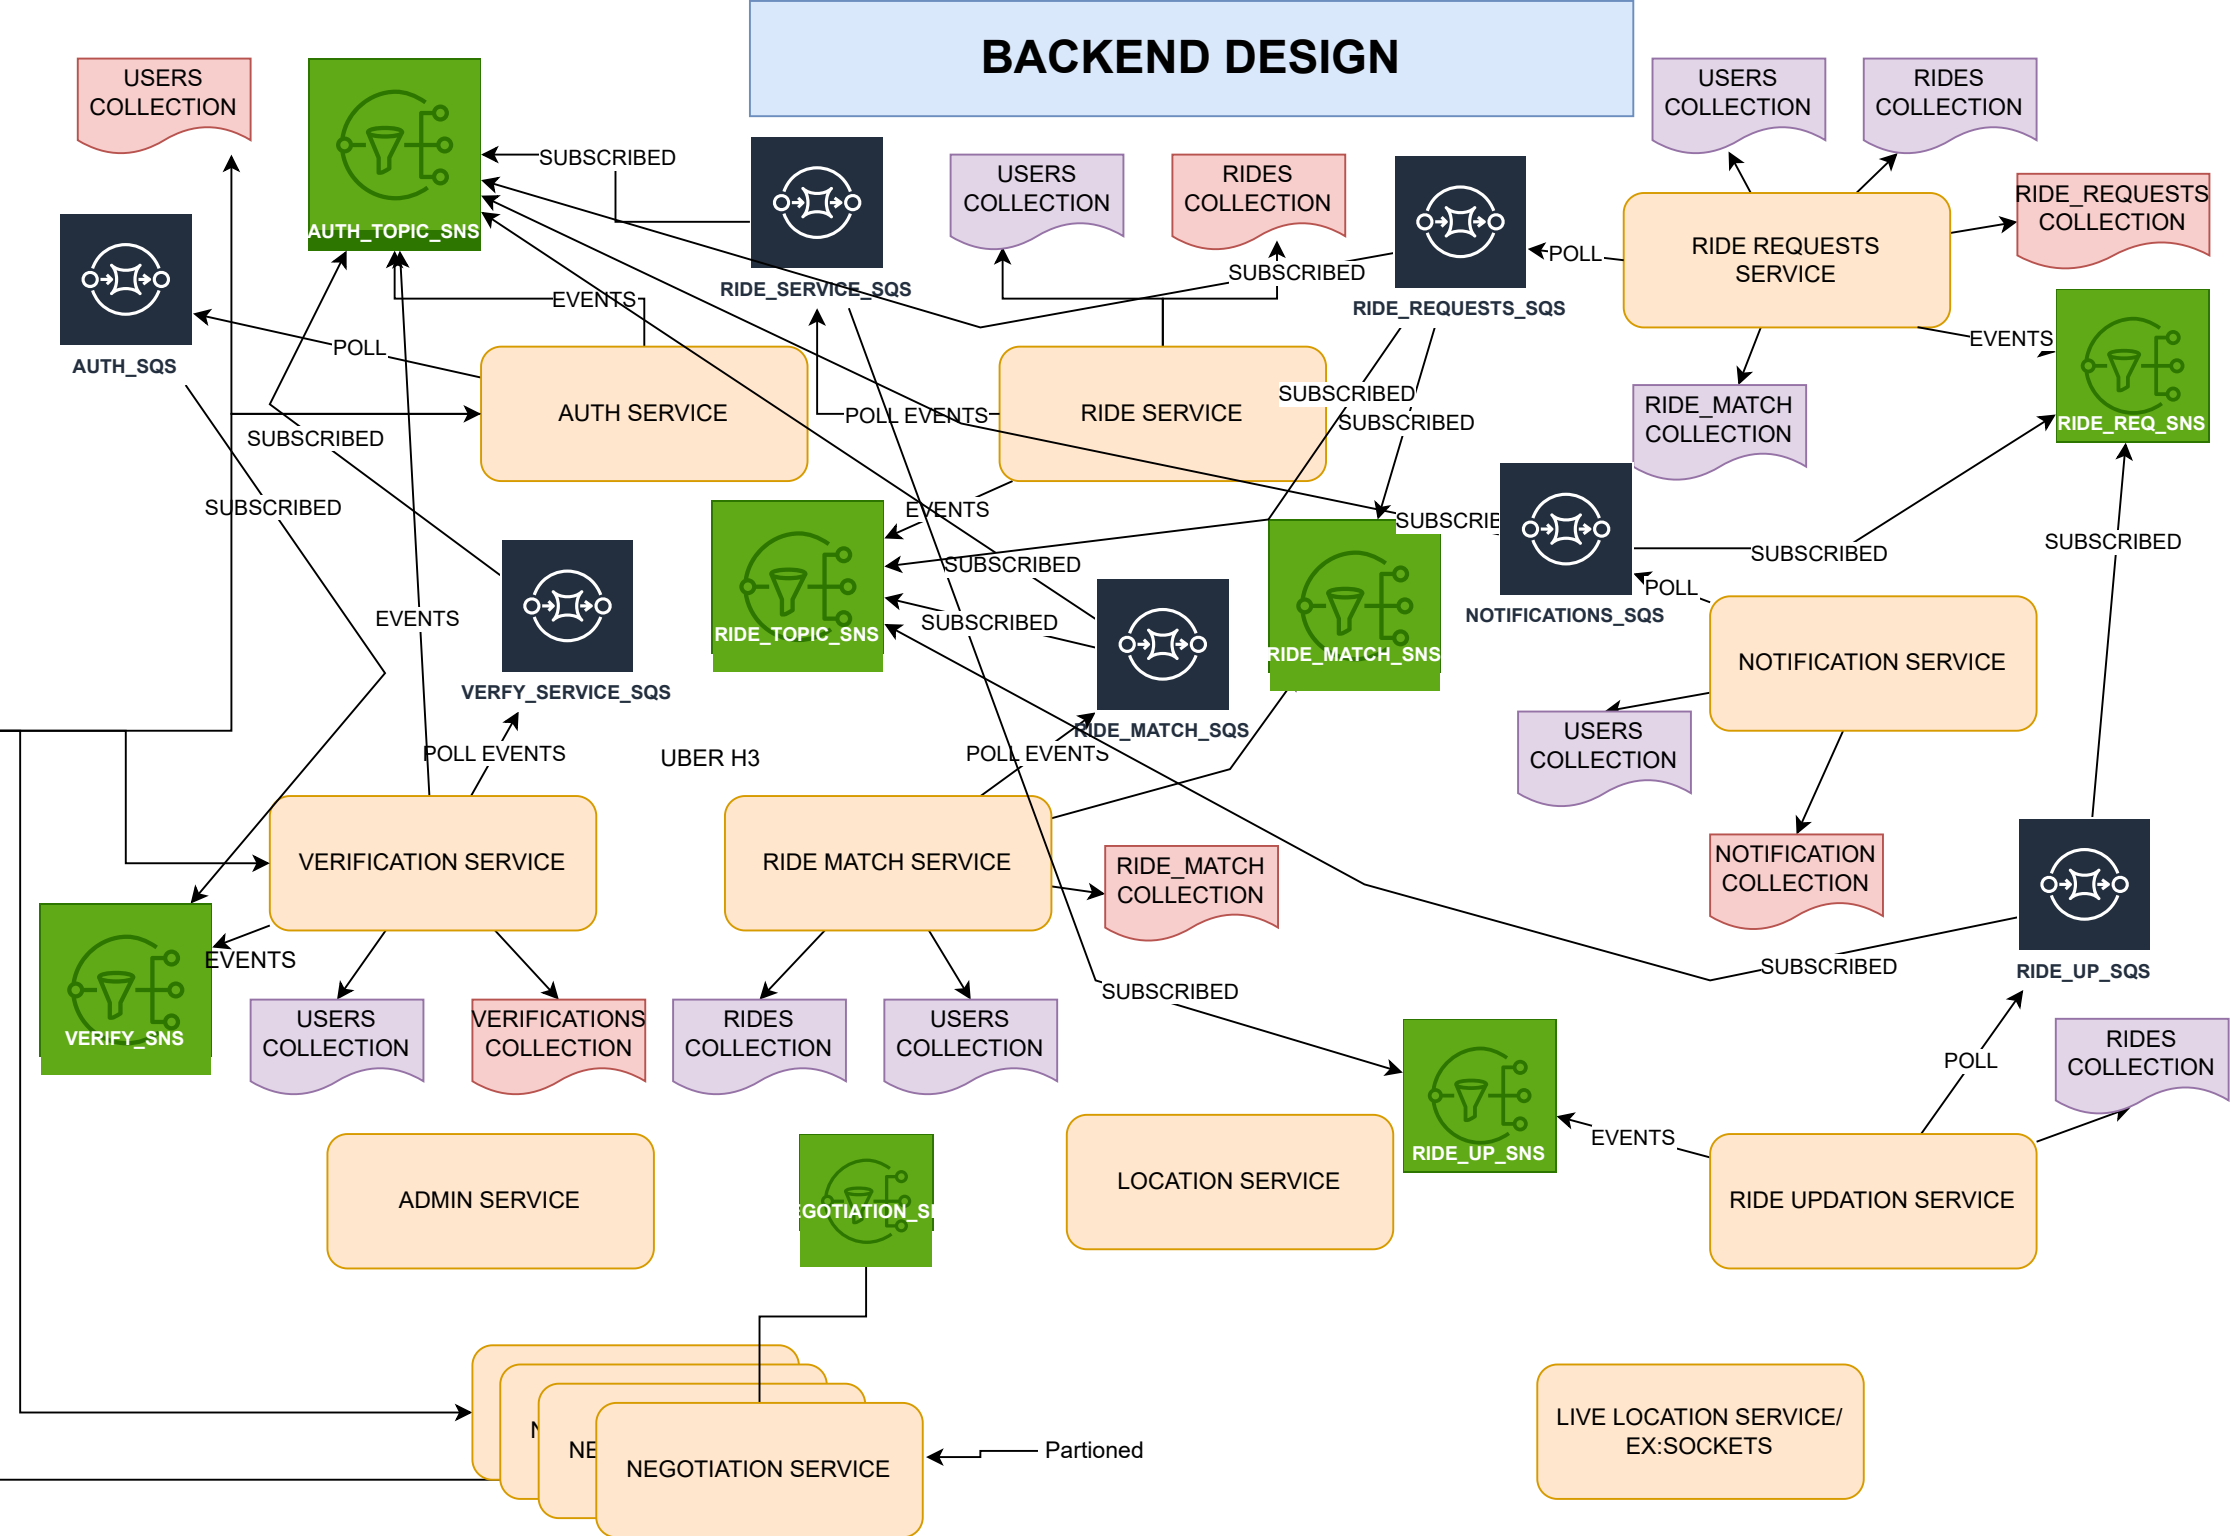 BACKEND DESIGN
USERS
COLLECTION
AUTH_TOPIC_SNS
SUBSCRIBED
RIDE_SERVICE_SQS
USERS
COLLECTION
RIDES
COLLECTION
SUBSCRIBED
RIDE_REQUESTS_SQS
USERS
COLLECTION
RIDES
COLLECTION
RIDE_REQUESTS
COLLECTION
RIDE REQUESTS
SERVICE
POLL
EVENTS
RIDE_REQ_SNS
RIDE_MATCH
COLLECTION
AUTH_SQS
POLL
EVENTS
AUTH SERVICE
POLL EVENTS
RIDE SERVICE
SUBSCRIBED
SUBSCRIBED
SUBSCRIBED
SUBSCRIBED
EVENTS
EVENTS
RIDE_TOPIC_SNS
SUBSCRIBED
SUBSCRIBED
RIDE_MATCH_SQS
RIDE_MATCH_SNS
SUBSCRIBE
NOTIFICATIONS_SQS
SUBSCRIBED
SUBSCRIBED
POLL
NOTIFICATION SERVICE
USERS
COLLECTION
NOTIFICATION
COLLECTION
VERFY_SERVICE_SQS
POLL EVENTS
UBER H3
POLL EVENTS
VERIFICATION SERVICE
RIDE MATCH SERVICE
RIDE_MATCH
COLLECTION
EVENTS
VERIFY_SNS
USERS
COLLECTION
VERIFICATIONS
COLLECTION
RIDES
COLLECTION
USERS
COLLECTION
SUBSCRIBED
SUBSCRIBED
RIDE_UP_SQS
POLL
RIDES
COLLECTION
RIDE_UP_SNS
EVENTS
RIDE UPDATION SERVICE
ADMIN SERVICE
EGOTIATION_S
LOCATION SERVICE
NE
NEGOTIATION SERVICE
Partioned
LIVE LOCATION SERVICE/
EX:SOCKETS